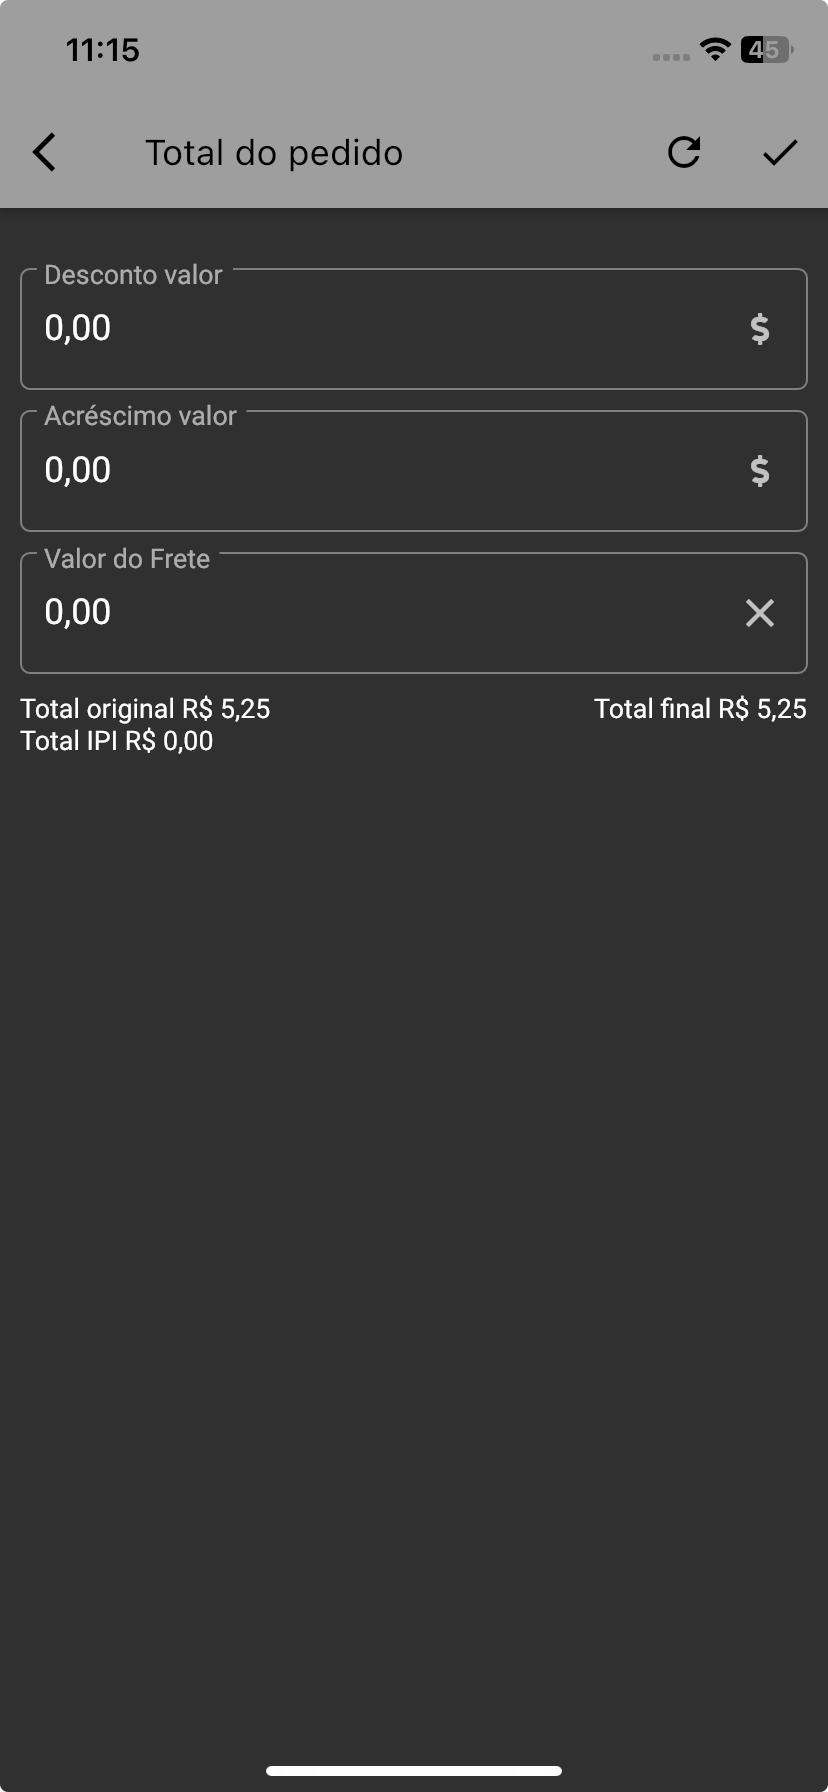 11:15
45
Total do pedido
Desconto valor
0,00
$
Acréscimo valor
0,00
$
Valor do Frete
0,00
Total original R$ 5,25
Total final R$ 5,25
Total IPI R$ 0,00